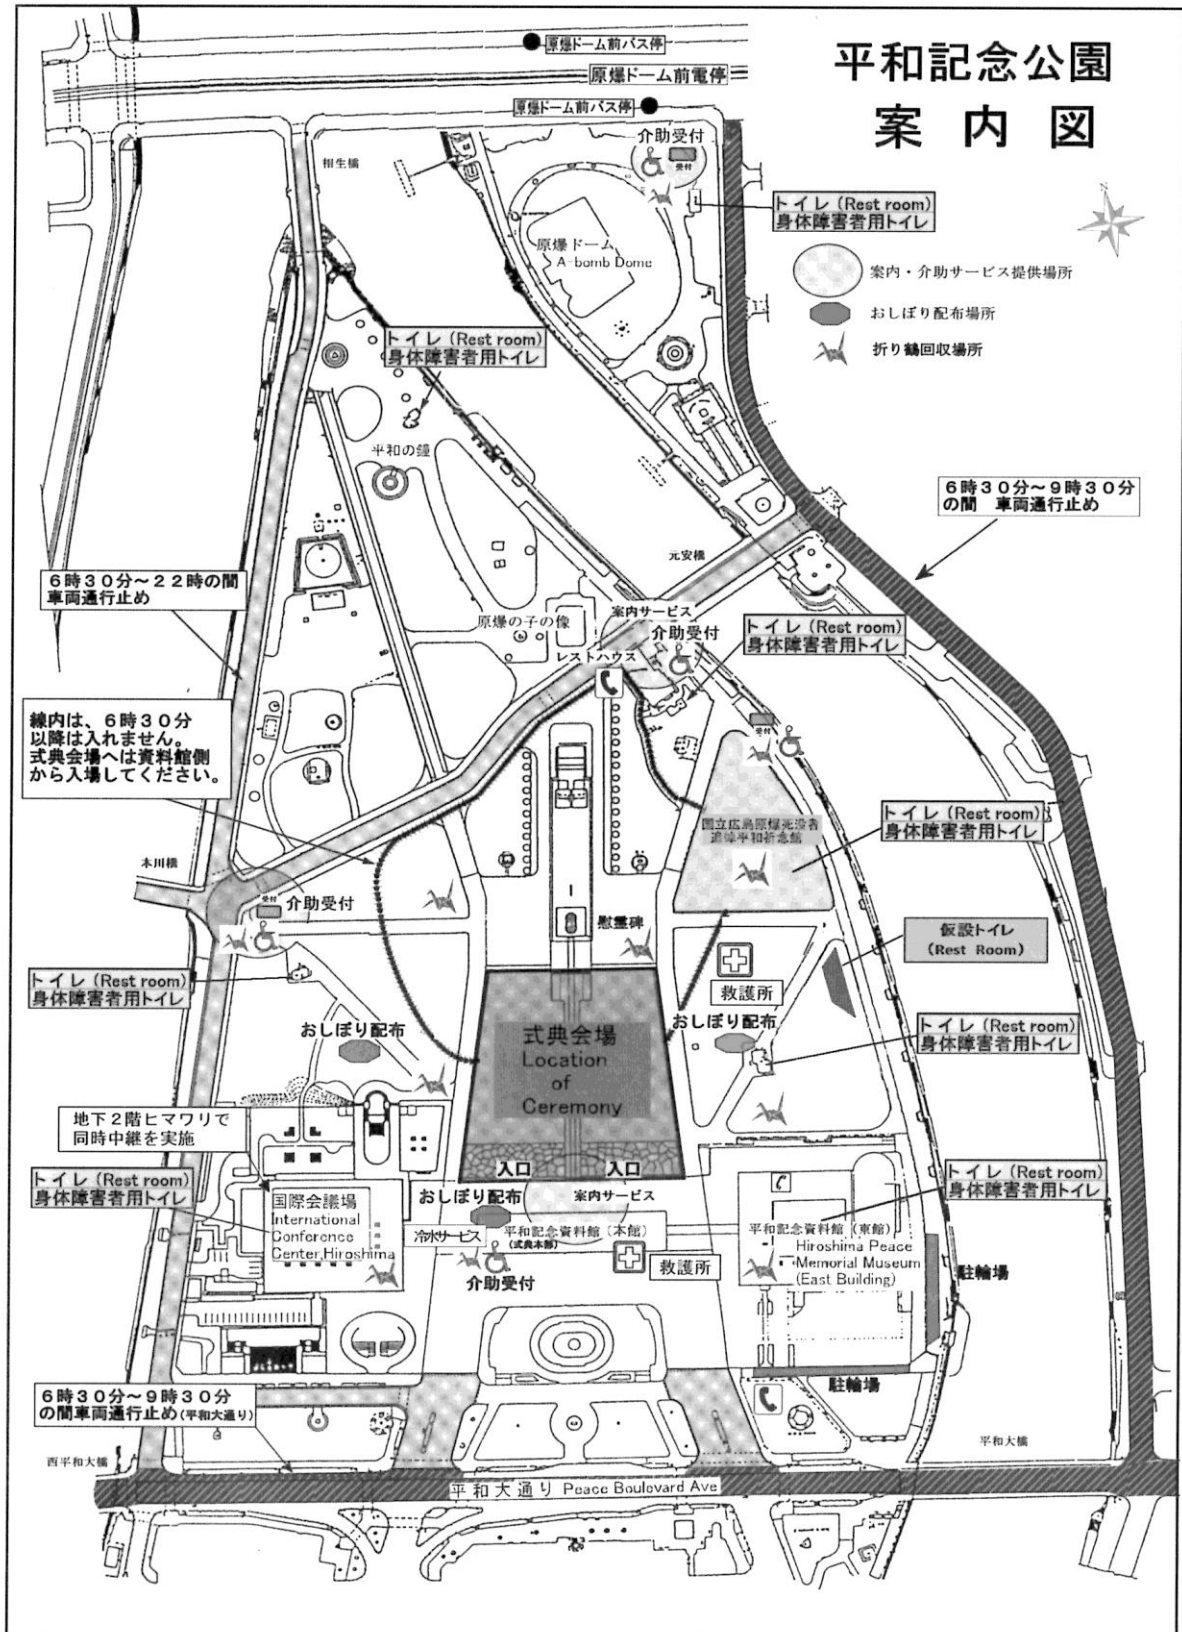 平和記念公園
案内図
原爆ドーム前バス停
原爆ドーム前電停
原爆ドーム前バス停
相生橋
介助受付
受付
トイレ (Rest room)
身体障害者用トイレ
原爆ドーム
A-bomb Dome
案内・介助サービス提供場所
おしぼり配布場所
折り鶴回収場所
トイレ (Rest room)
身体障害者用トイレ
平和の鐘
6時30分～9時30分
の間 車両通行止め
元安橋
6時30分～22時の間
車両通行止め
案内サービス
原爆の子の像
介助受付
レストハウス
トイレ (Rest room)
身体障害者用トイレ
線内は、6時30分
以降は入れません。
式典会場へは資料館側
から入場してください。
受付
国立広島原爆死没者
追悼平和祈念館
トイレ (Rest room)
身体障害者用トイレ
本川橋
受付
介助受付
慰霊碑
仮設トイレ
(Rest Room)
トイレ (Rest room)
身体障害者用トイレ
救護所
おしぼり配布
おしぼり配布
トイレ (Rest room)
身体障害者用トイレ
式典会場
Location
of
Ceremony
地下2階ヒマワリで
同時中継を実施
入口
入口
トイレ (Rest room)
身体障害者用トイレ
トイレ (Rest room)
身体障害者用トイレ
国際会議場
International
Conference
Center,Hiroshima
おしぼり配布
案内サービス
冷水サービス
平和記念資料館(本館)
(式典本部)
平和記念資料館(東館)
Hiroshima Peace
Memorial Museum
(East Building)
介助受付
救護所
駐輪場
駐輪場
6時30分～9時30分
の間車両通行止め(平和大通り)
西平和大橋
平和大橋
平和大通り Peace Boulevard Ave